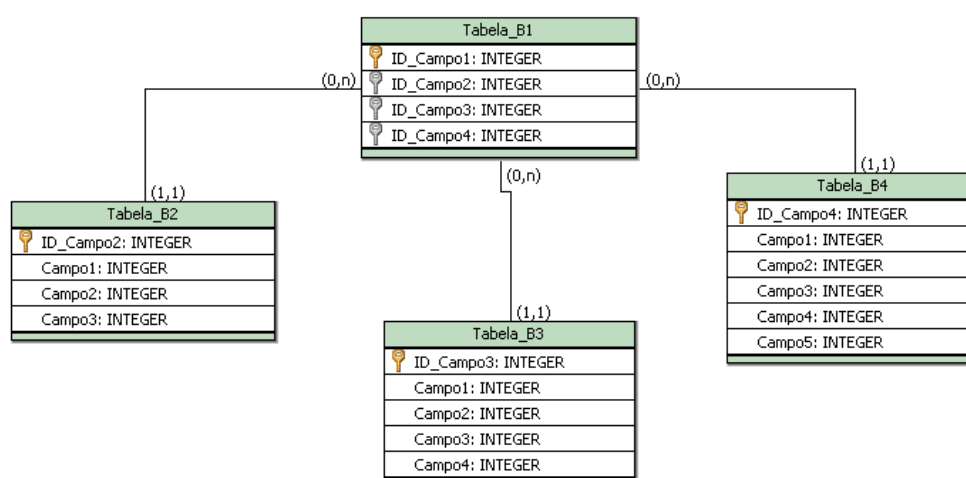 Tabela_B1
ID_Campo1: INTEGER
ID_Campo2: INTEGER
ID_Campo3: INTEGER
ID_Campo4: INTEGER
(0,n)
(0,n)
(0,n)
(1,1)
Tabela_B2
ID_Campo2: INTEGER
Campo1: INTEGER
Campo2: INTEGER
Campo3: INTEGER
(1,1)
Tabela_B3
ID_Campo3: INTEGER
Campo1: INTEGER
Campo2: INTEGER
Campo3: INTEGER
Campo4: INTEGER
(1,1)
Tabela_B4
ID_Campo4: INTEGER
Campo1: INTEGER
Campo2: INTEGER
Campo3: INTEGER
Campo4: INTEGER
Campo5: INTEGER